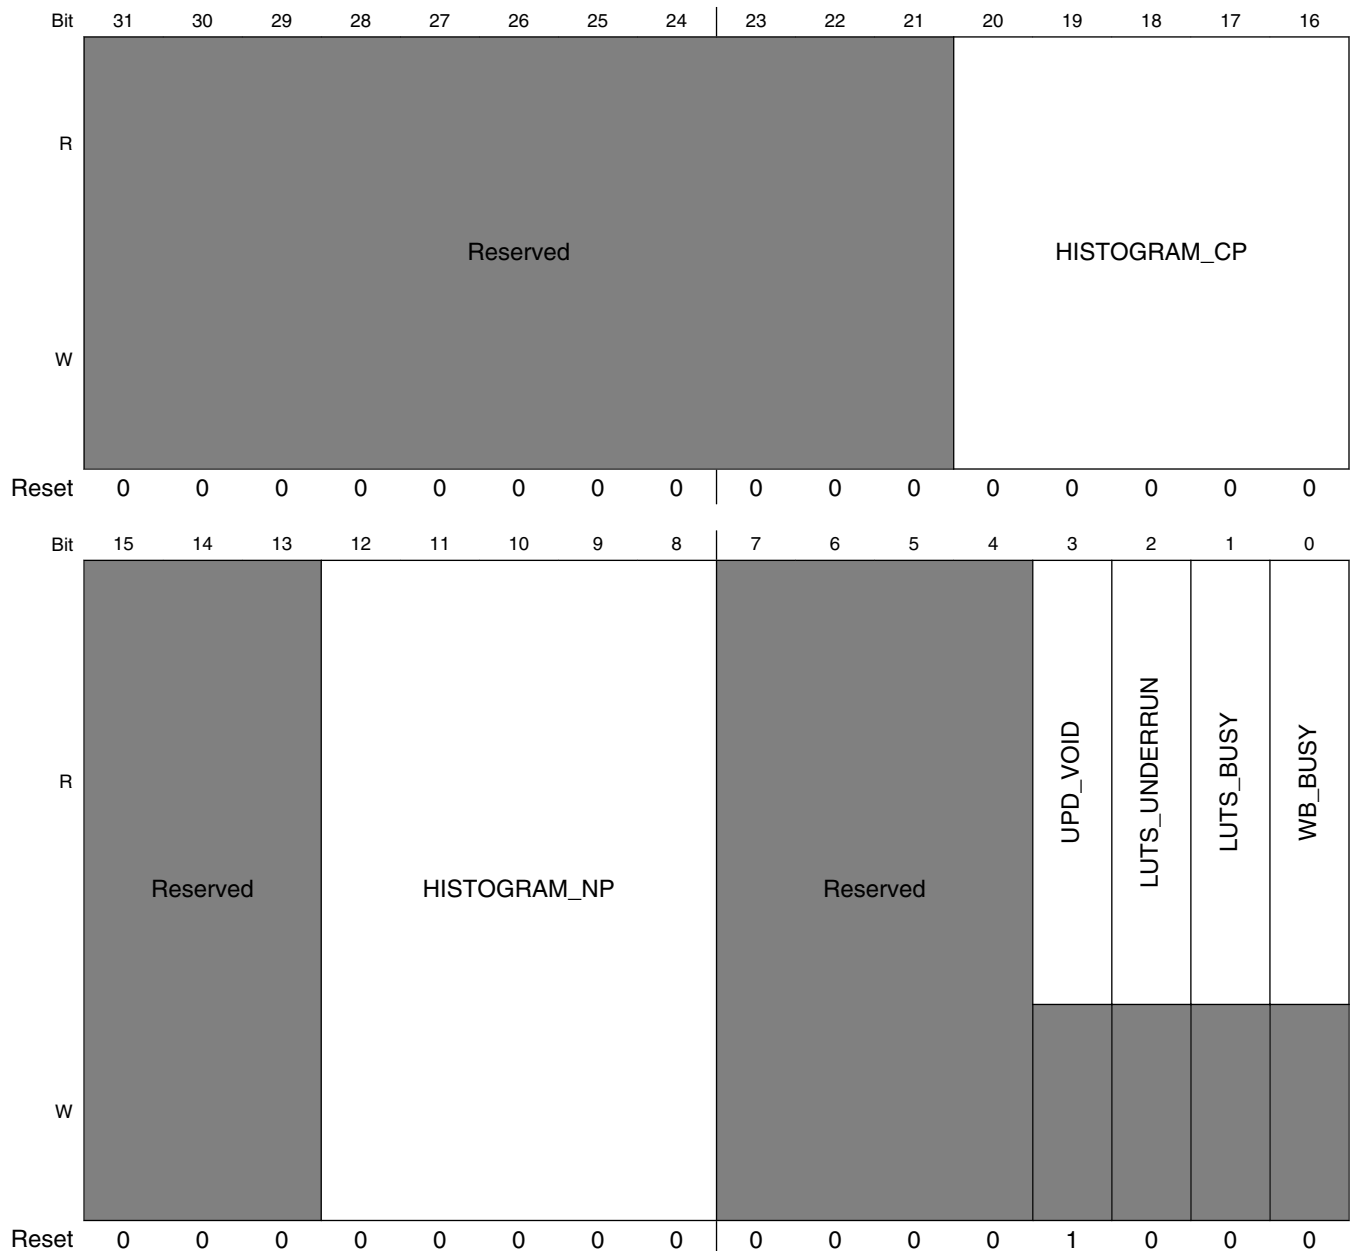 Bit 31 30 29 28 27 26 25 24 23 22 21 20 19 18 17 16
R
Reserved HISTOGRAM_CP
W
Reset 0 0 0 0 0 0 0 0 0 0 0 0 0 0 0 0
Bit 15 14 13 12 11 10 9 8 7 6 5 4 3 2 1 0
R
UPD_VOID
LUTS_UNDERRUN
LUTS_BUSY
WB_BUSY
Reserved HISTOGRAM_NP Reserved
W
Reset 0 0 0 0 0 0 0 0 0 0 0 0 1 0 0 0